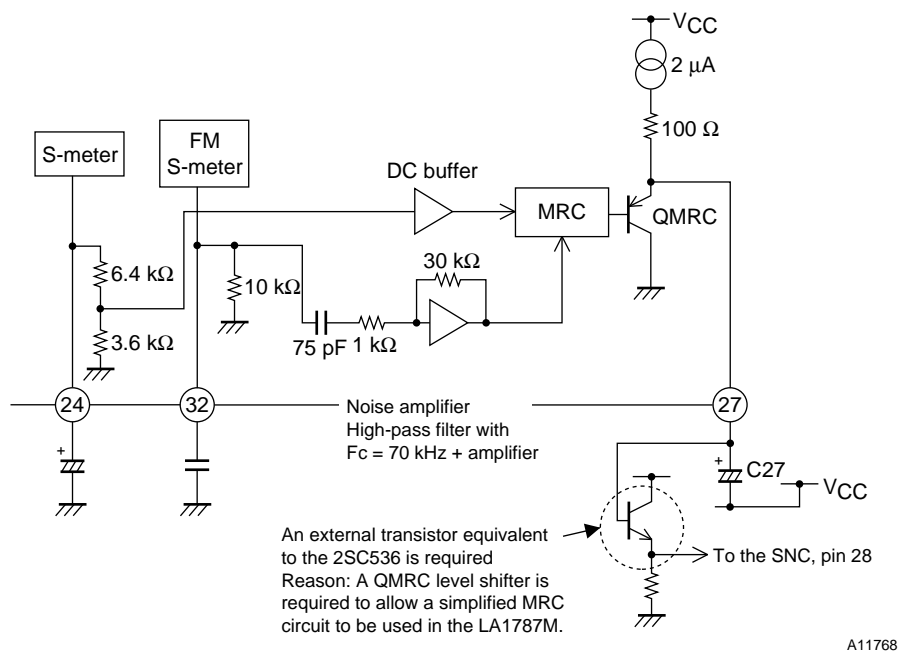 VCC
2 μA
100 Ω
S-meter
FM
S-meter
DC buffer
MRC
QMRC
6.4 kΩ
10 kΩ
30 kΩ
3.6 kΩ
75 pF
1 kΩ
24
32
27
Noise amplifier
High-pass filter with
Fc = 70 kHz + amplifier
+
+
C27
VCC
An external transistor equivalent
to the 2SC536 is required
Reason: A QMRC level shifter is
required to allow a simplified MRC
circuit to be used in the LA1787M.
To the SNC, pin 28
A11768